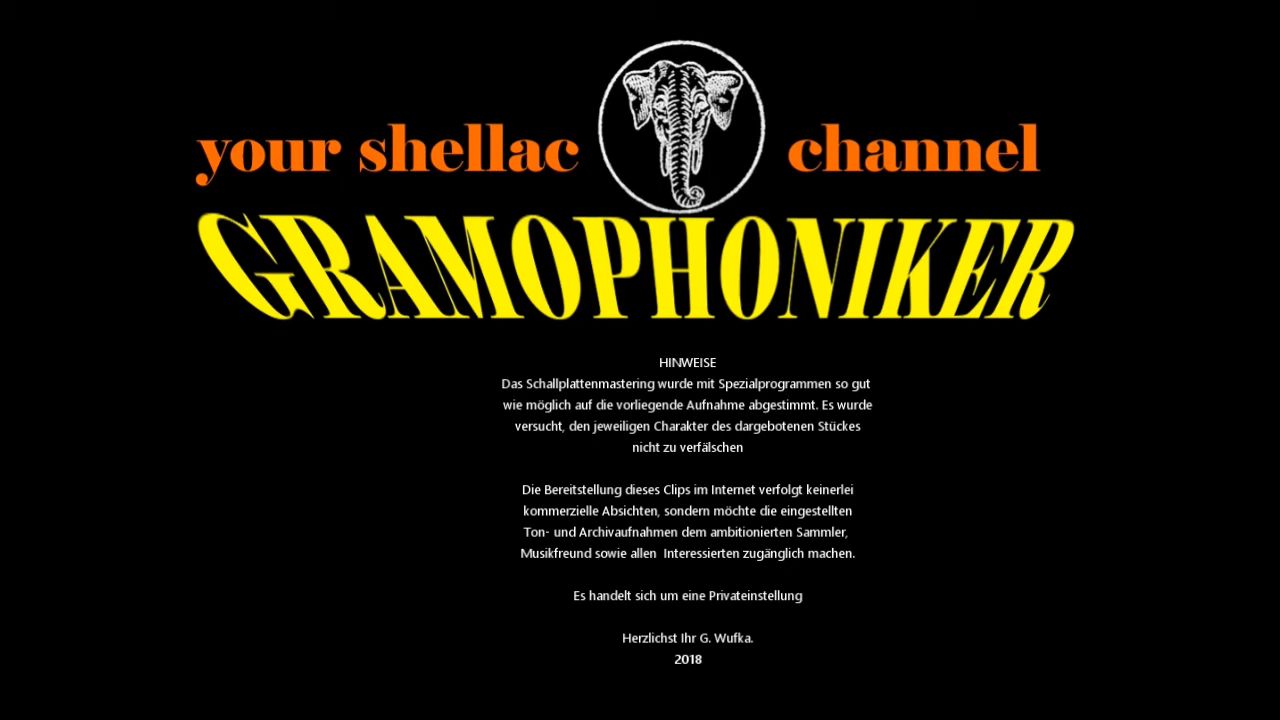 your shellac channel
GRAMOPHONIKER
HINWEISE
Das Schallplattenmastering wurde mit Spezialprogrammen so gut
wie möglich auf die vorliegende Aufnahme abgestimmt. Es wurde
versucht, den jeweiligen Charakter des dargebotenen Stückes
nicht zu verfälschen
Die Bereitstellung dieses Clips im Internet verfolgt keinerlei
kommerzielle Absichten, sondern möchte die eingestellten
Ton- und Archivaufnahmen dem ambitionierten Sammler,
Musikfreund sowie allen Interessierten zugänglich machen.
Es handelt sich um eine Privateinstellung
Herzlichst Ihr G. Wufka.
2018